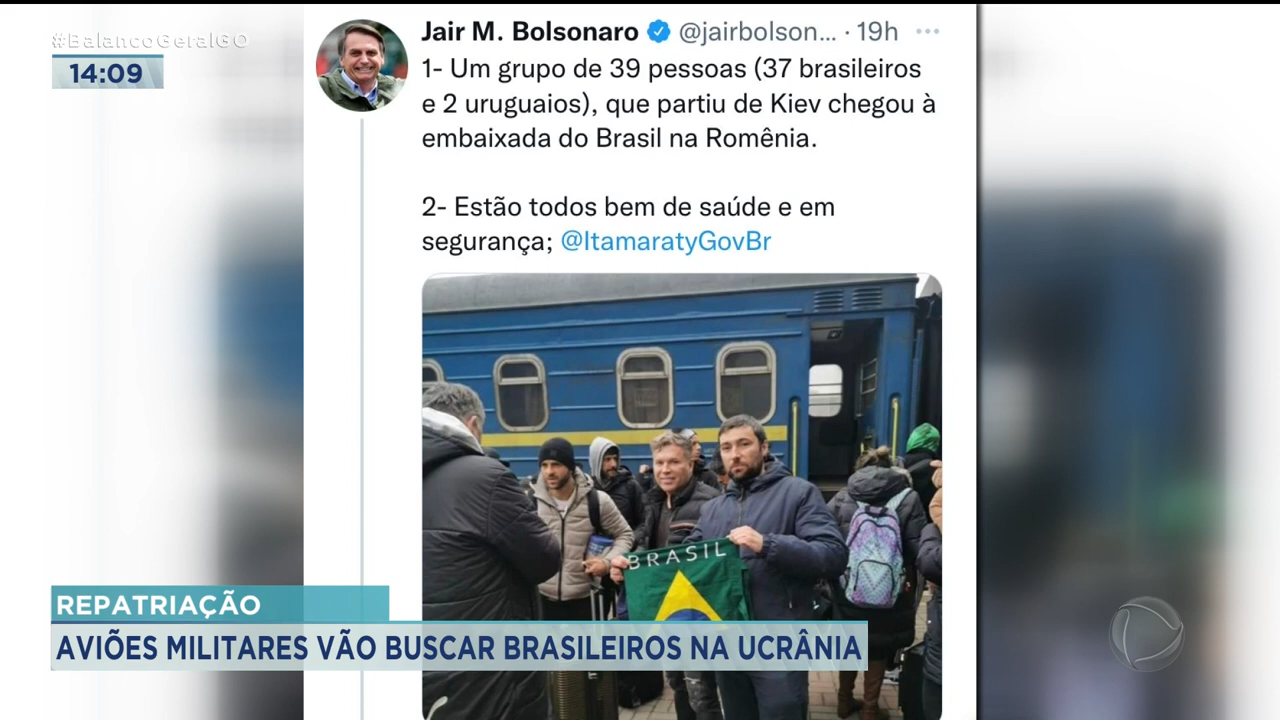 #BalancoGeralGO
14:09
Jair M. Bolsonaro @jairbolson... · 19h
1- Um grupo de 39 pessoas (37 brasileiros
e 2 uruguaios), que partiu de Kiev chegou à
embaixada do Brasil na Romênia.
2- Estão todos bem de saúde e em
segurança; @ItamaratyGovBr
BRASIL
REPATRIAÇÃO
AVIÕES MILITARES VÃO BUSCAR BRASILEIROS NA UCRÂNIA